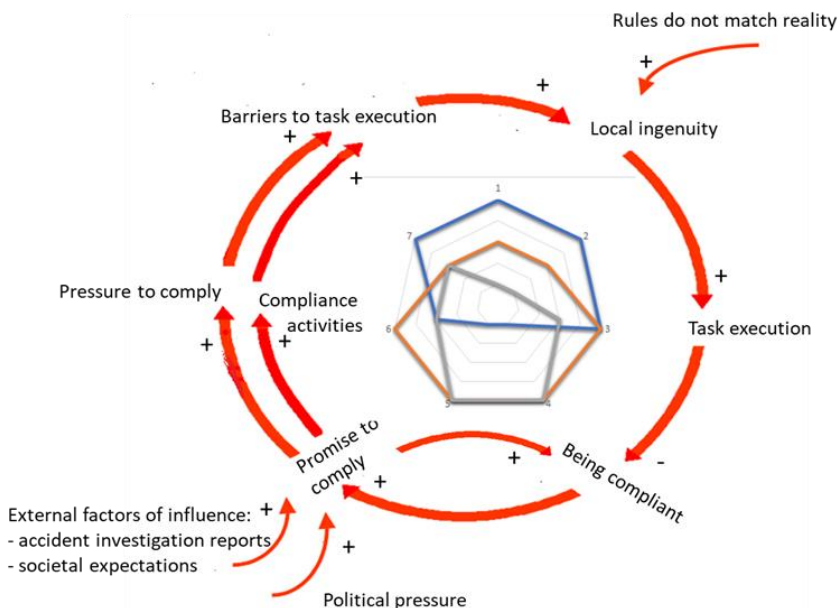 Rules do not match reality
+
+
Barriers to task execution
Local ingenuity
+
+
1
7
2
+
Pressure to comply
Compliance
activities
Task execution
6
3
+
+
5
4
Promise to
comply
+
-
Being compliant
+
External factors of influence:
- accident investigation reports
- societal expectations
+
+
Political pressure